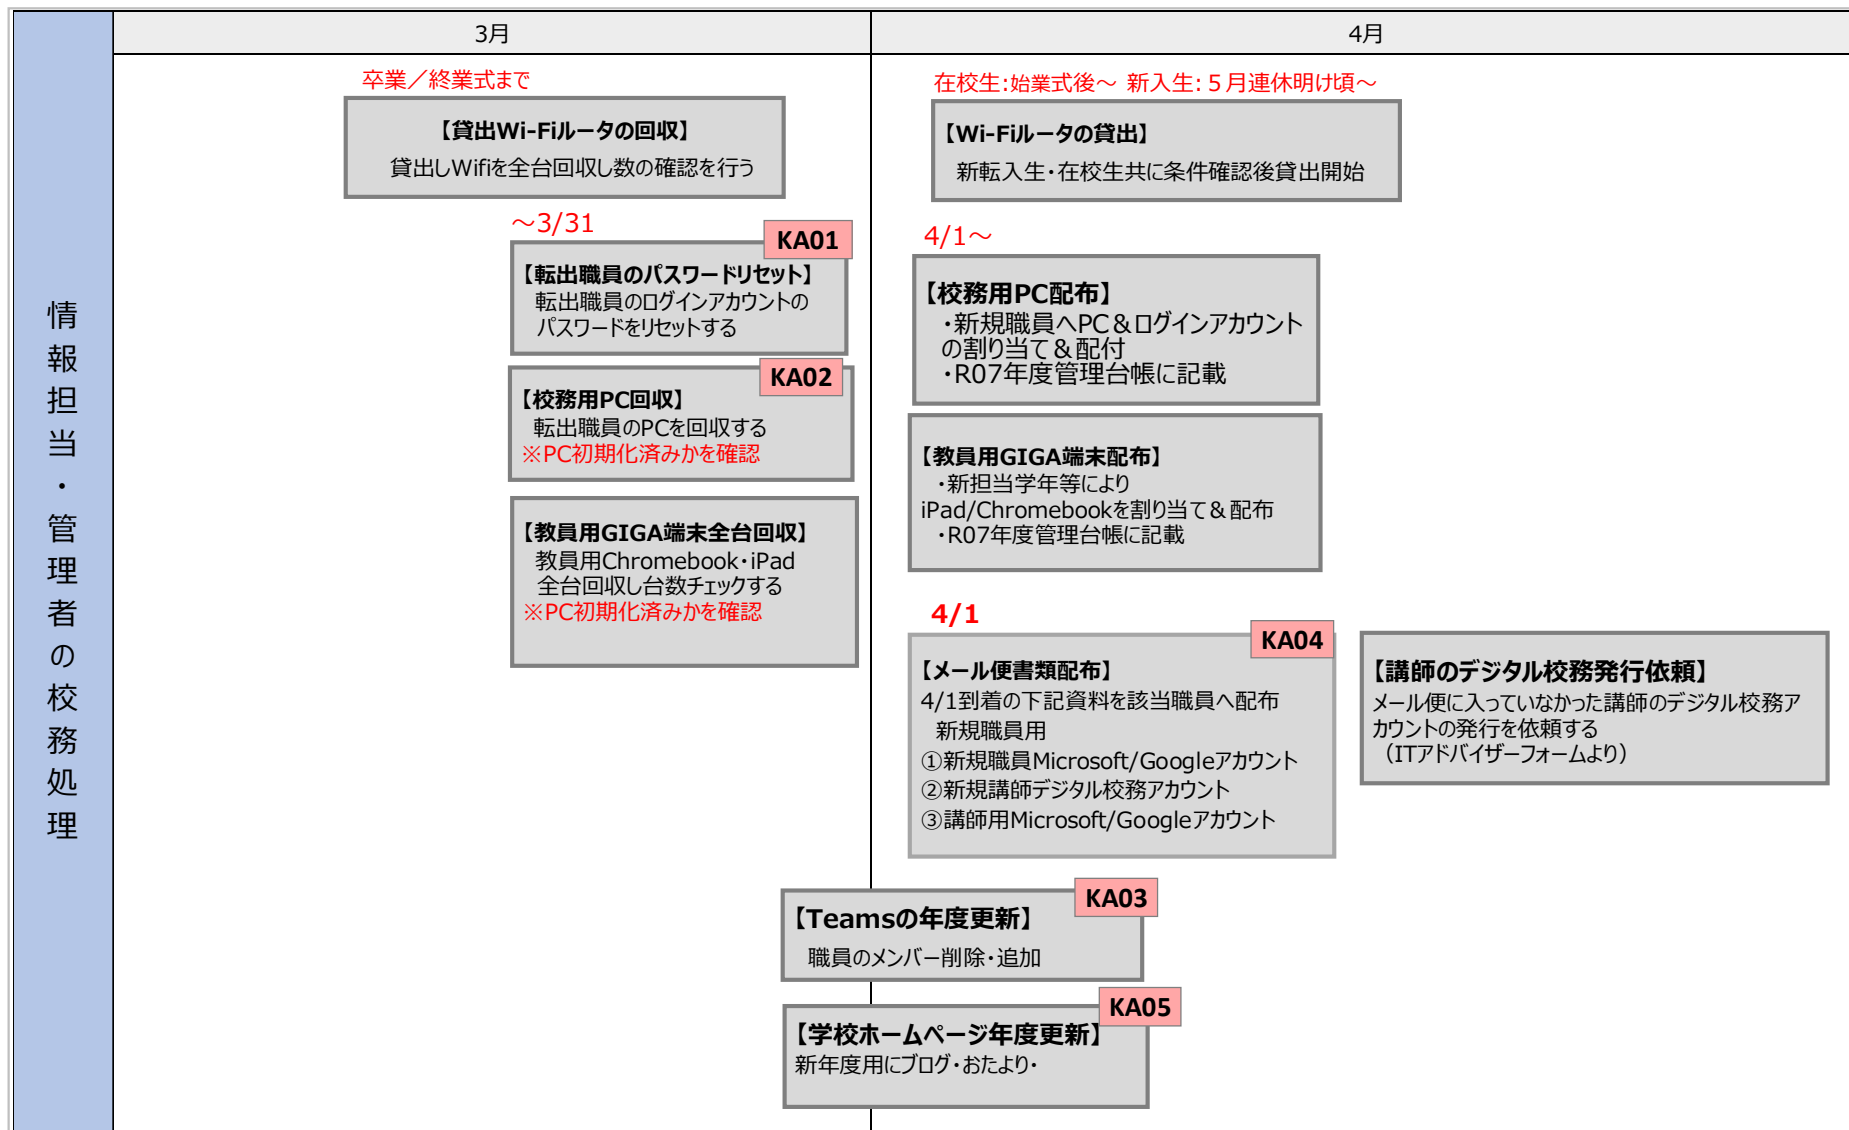 3月
4月
情報担当・管理者の校務処理
卒業／終業式まで
【貸出Wi-Fiルータの回収】
貸出しWifiを全台回収し数の確認を行う
～3/31
KA01
【転出職員のパスワードリセット】
転出職員のログインアカウントの
パスワードをリセットする
KA02
【校務用PC回収】
転出職員のPCを回収する
※PC初期化済みかを確認
【教員用GIGA端末全台回収】
教員用Chromebook・iPad
全台回収し台数チェックする
※PC初期化済みかを確認
在校生:始業式後～ 新入生:５月連休明け頃～
【Wi-Fiルータの貸出】
新転入生・在校生共に条件確認後貸出開始
4/1～
【校務用PC配布】
・新規職員へPC＆ログインアカウント
の割り当て＆配付
・R07年度管理台帳に記載
【教員用GIGA端末配布】
・新担当学年等により
iPad/Chromebookを割り当て＆配布
・R07年度管理台帳に記載
4/1
KA04
【メール便書類配布】
4/1到着の下記資料を該当職員へ配布
新規職員用
①新規職員Microsoft/Googleアカウント
②新規講師デジタル校務アカウント
③講師用Microsoft/Googleアカウント
【講師のデジタル校務発行依頼】
メール便に入っていなかった講師のデジタル校務ア
カウントの発行を依頼する
（ITアドバイザーフォームより）
KA03
【Teamsの年度更新】
職員のメンバー削除・追加
KA05
【学校ホームページ年度更新】
新年度用にブログ・おたより・